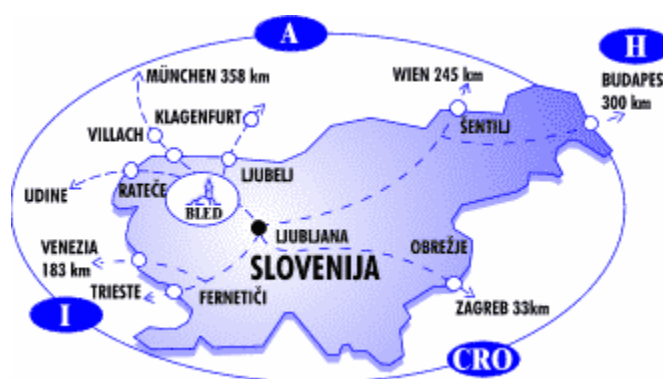 A
H
MÜNCHEN 358 km
WIEN 245 km
BUDAPES
300 km
KLAGENFURT
VILLACH
ŠENTILJ
LJUBELJ
RATEČE
UDINE
BLED
LJUBLJANA
OBREŽJE
VENEZIA
183 km
SLOVENIJA
TRIESTE
FERNETIČI
ZAGREB 33km
I
CRO